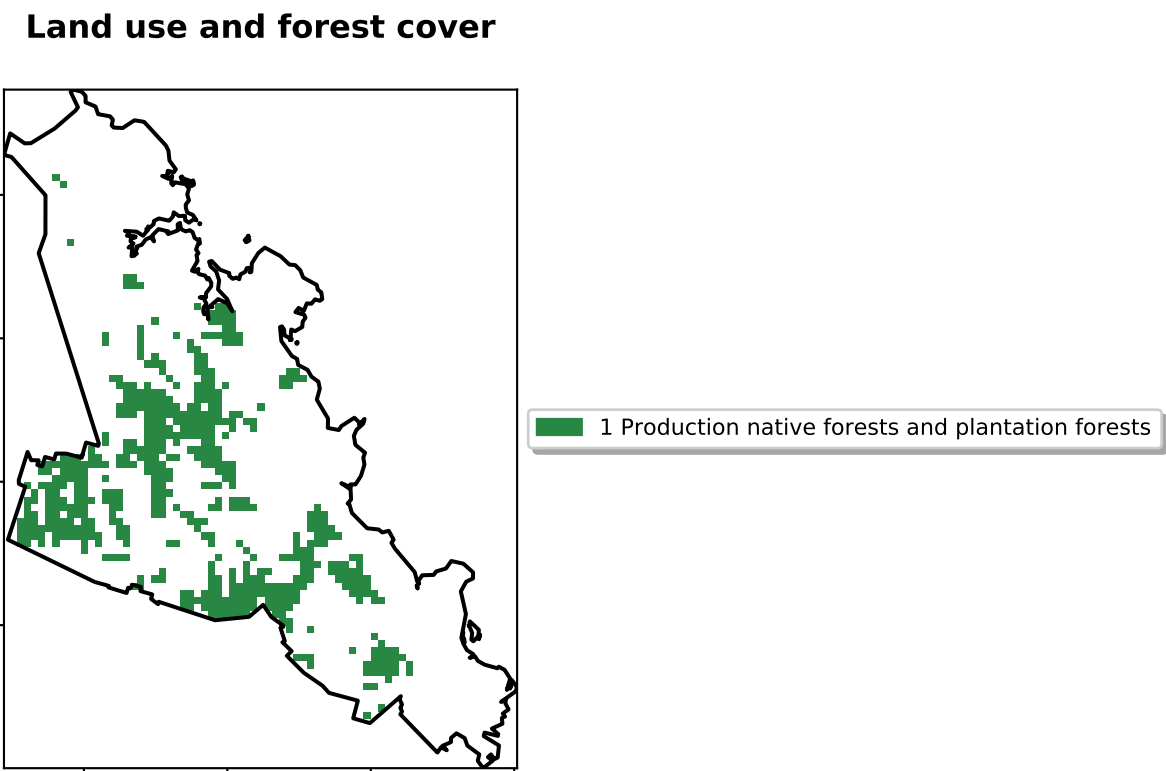 Land use and forest cover
1 Production native forests and plantation forests